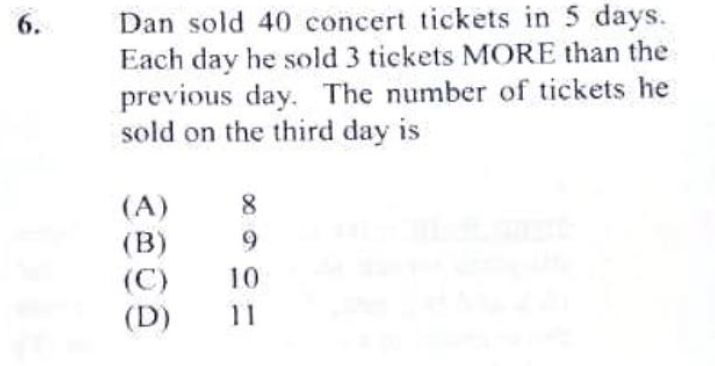 6. Dan sold 40 concert tickets in 5 days.
Each day he sold 3 tickets MORE than the
previous day. The number of tickets he
sold on the third day is
(A) 8
(B) 9
(C) 10
(D) 11